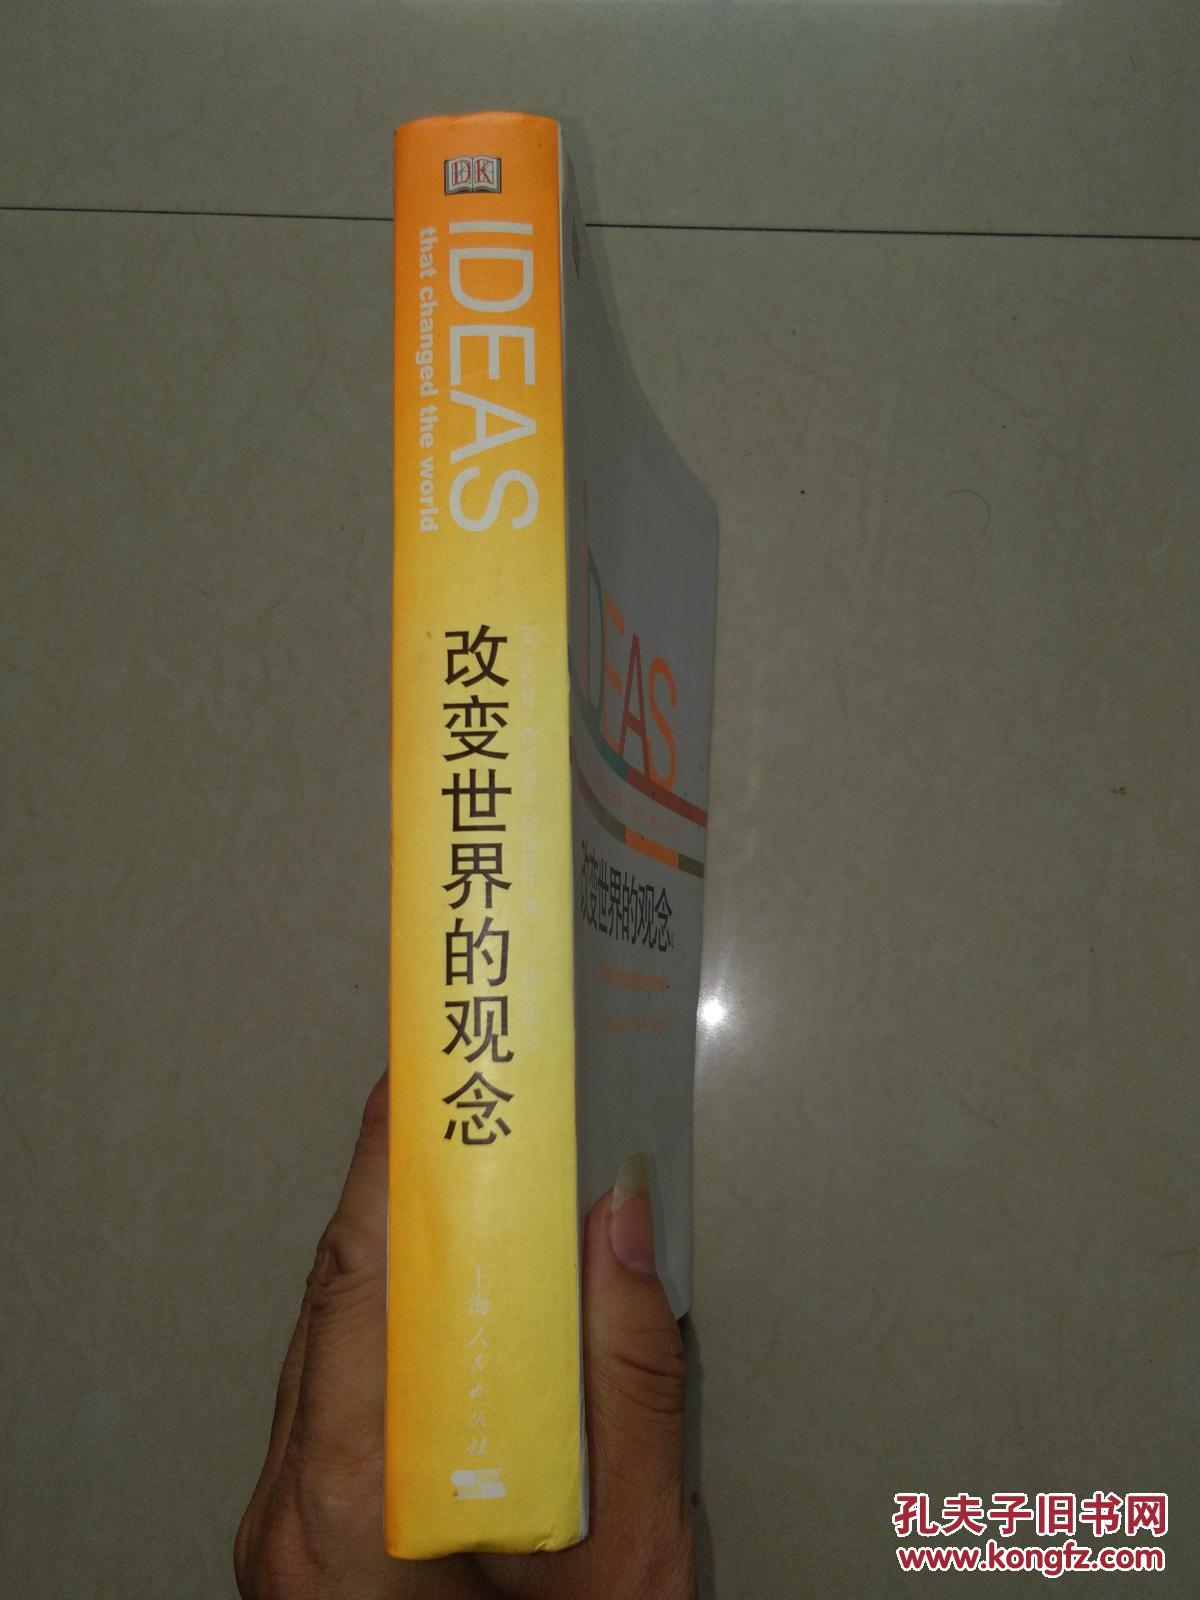 DK
IDEAS
that changed the world
改变世界的观念
上海人民出版社
IDEAS
改变世界的观念
孔夫子旧书网
www.kongfz.com